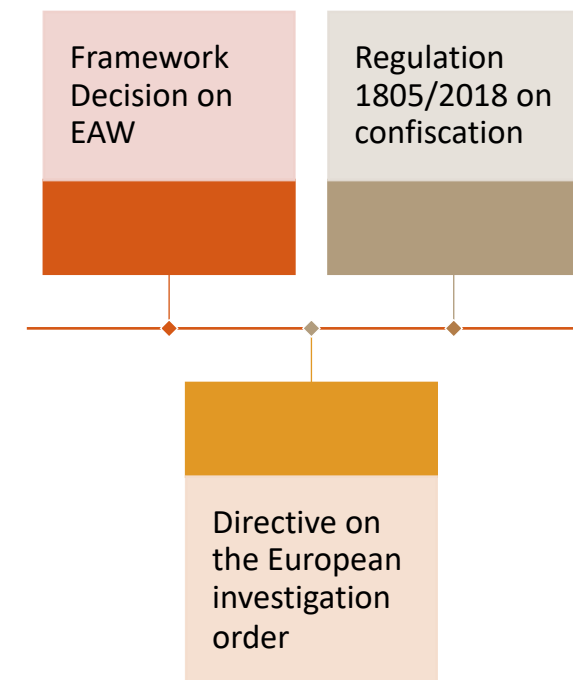 Framework
Decision on
EAW
Regulation
1805/2018 on
confiscation
Directive on
the European
investigation
order